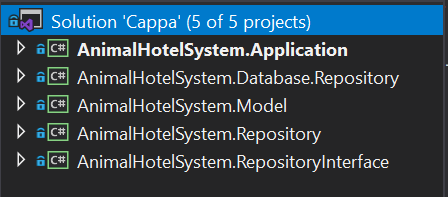 Solution 'Cappa' (5 of 5 projects)
C# AnimalHotelSystem.Application
C# AnimalHotelSystem.Database.Repository
C# AnimalHotelSystem.Model
C# AnimalHotelSystem.Repository
C# AnimalHotelSystem.RepositoryInterface